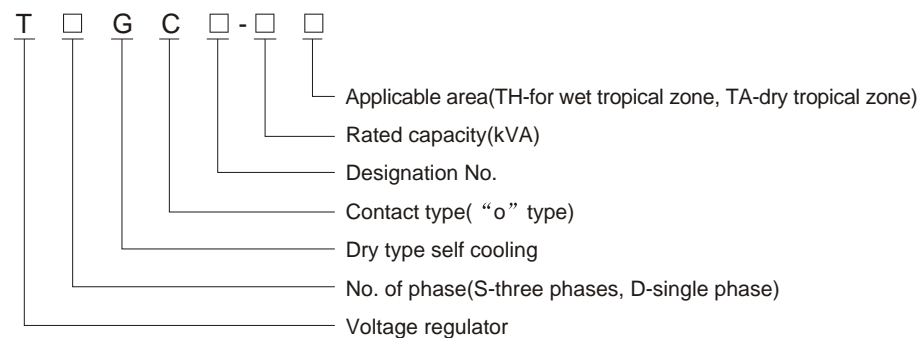 T □ G C □ - □ □
Applicable area(TH-for wet tropical zone, TA-dry tropical zone)
Rated capacity(kVA)
Designation No.
Contact type( “o” type)
Dry type self cooling
No. of phase(S-three phases, D-single phase)
Voltage regulator